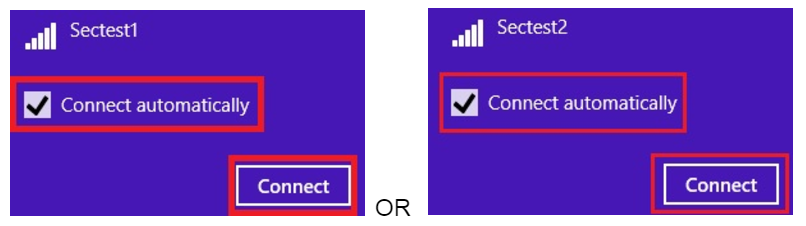 Sectest1
Connect automatically
Connect
OR
Sectest2
Connect automatically
Connect